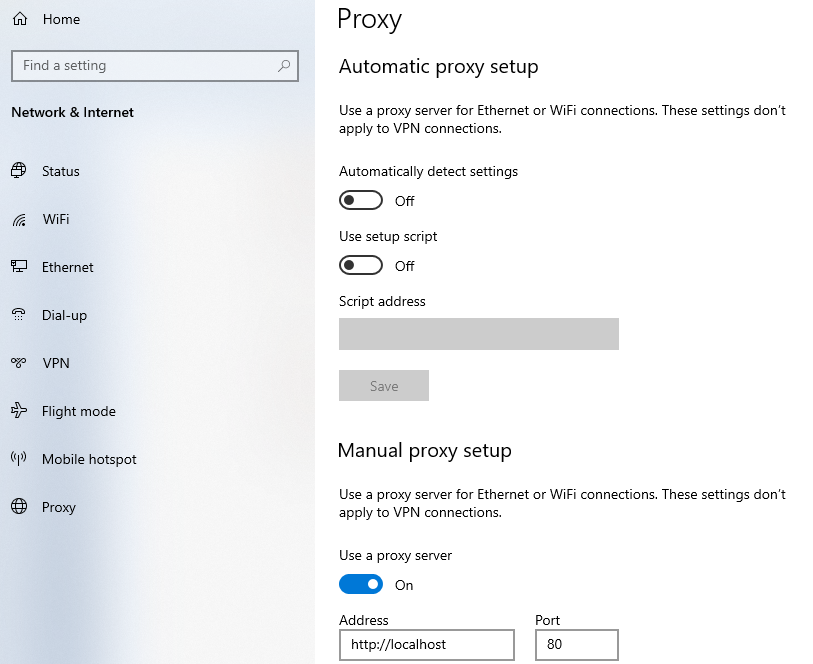 Home
Find a setting
Network & Internet
Status
WiFi
Ethernet
Dial-up
VPN
Flight mode
Mobile hotspot
Proxy
Proxy
Automatic proxy setup
Use a proxy server for Ethernet or WiFi connections. These settings don't
apply to VPN connections.
Automatically detect settings
Off
Use setup script
Off
Script address
Save
Manual proxy setup
Use a proxy server for Ethernet or WiFi connections. These settings don't
apply to VPN connections.
Use a proxy server
On
Address Port
http://localhost 80